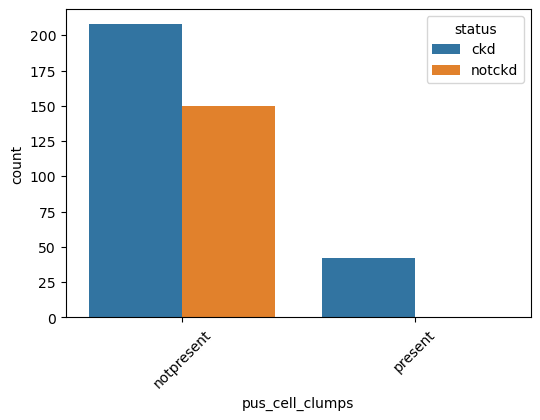 status
ckd
notckd
200
175
150
125
100
75
50
25
0
count
notpresent
present
pus_cell_clumps